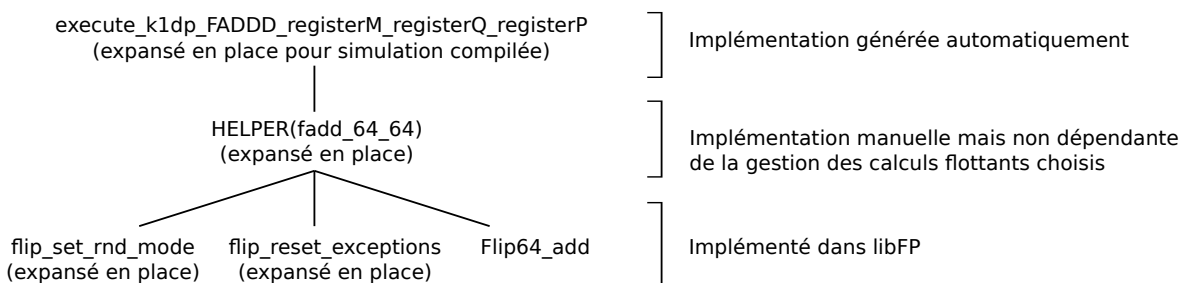 execute_k1dp_FADDD_registerM_registerQ_registerP
(expansé en place pour simulation compilée)
Implémentation générée automatiquement
HELPER(fadd_64_64)
(expansé en place)
Implémentation manuelle mais non dépendante
de la gestion des calculs flottants choisis
flip_set_rnd_mode
(expansé en place)
flip_reset_exceptions
(expansé en place)
Flip64_add
Implémenté dans libFP